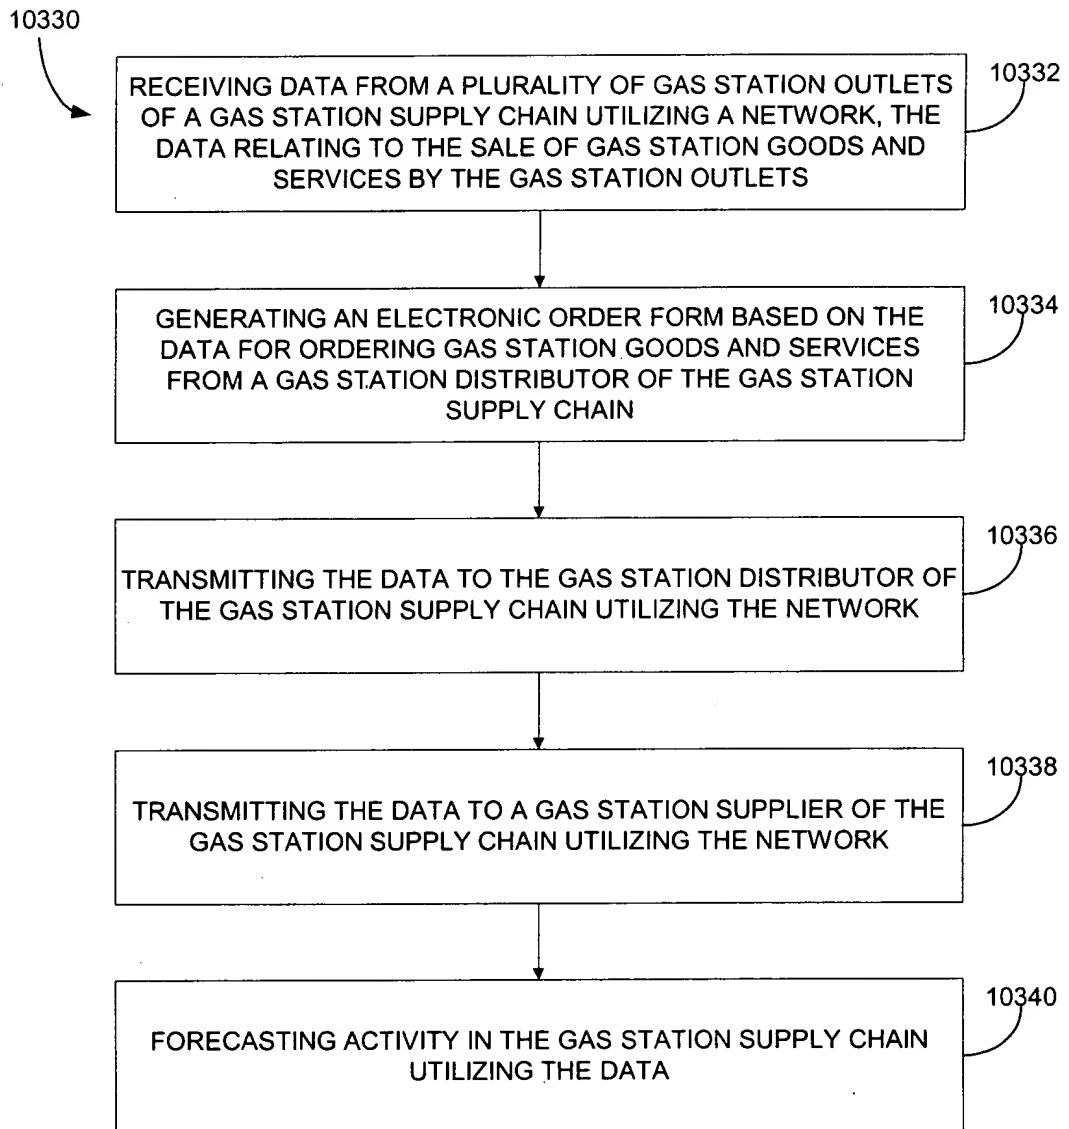 10330
RECEIVING DATA FROM A PLURALITY OF GAS STATION OUTLETS
OF A GAS STATION SUPPLY CHAIN UTILIZING A NETWORK, THE
DATA RELATING TO THE SALE OF GAS STATION GOODS AND
SERVICES BY THE GAS STATION OUTLETS
10332
GENERATING AN ELECTRONIC ORDER FORM BASED ON THE
DATA FOR ORDERING GAS STATION GOODS AND SERVICES
FROM A GAS STATION DISTRIBUTOR OF THE GAS STATION
SUPPLY CHAIN
10334
TRANSMITTING THE DATA TO THE GAS STATION DISTRIBUTOR OF
THE GAS STATION SUPPLY CHAIN UTILIZING THE NETWORK
10336
TRANSMITTING THE DATA TO A GAS STATION SUPPLIER OF THE
GAS STATION SUPPLY CHAIN UTILIZING THE NETWORK
10338
FORECASTING ACTIVITY IN THE GAS STATION SUPPLY CHAIN
UTILIZING THE DATA
10340